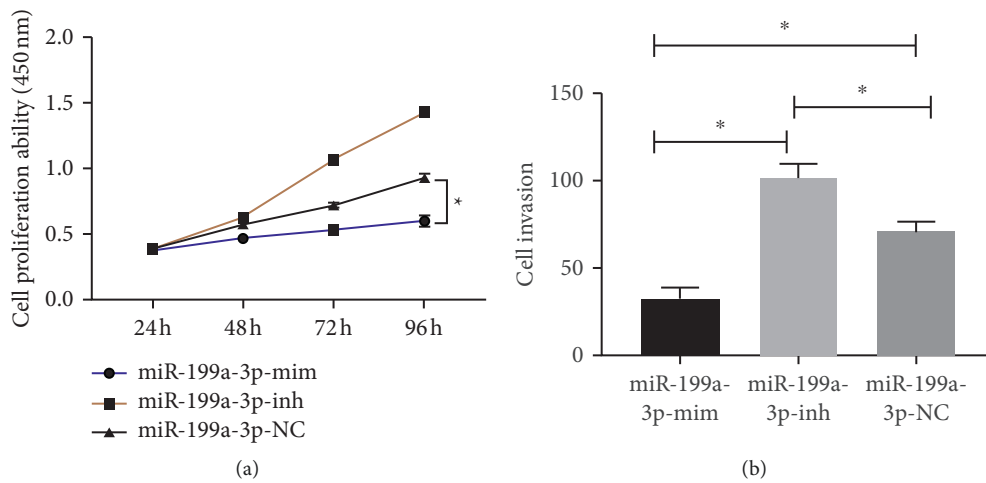 Cell proliferation ability (450 nm)
2.0
1.5
1.0
0.5
0.0
*
24 h 48 h 72 h 96 h
miR-199a-3p-mim
miR-199a-3p-inh
miR-199a-3p-NC
(a)
Cell invasion
150
100
50
0
*
*
*
miR-199a-
3p-mim
miR-199a-
3p-inh
miR-199a-
3p-NC
(b)